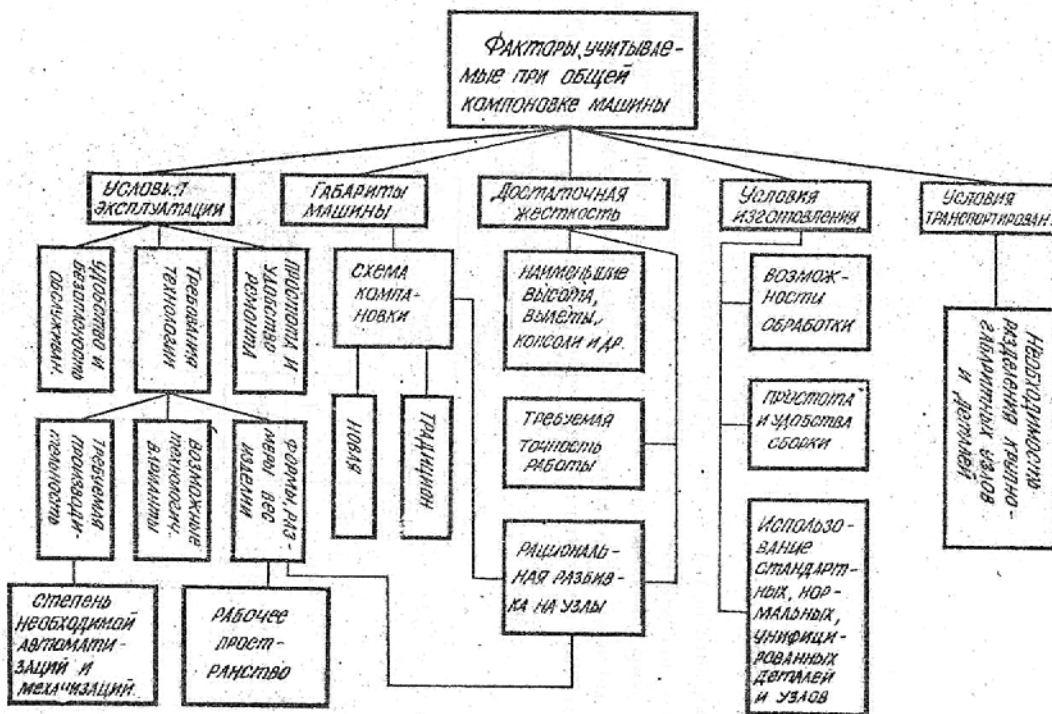 ФАКТОРЫ, УЧИТЫВАЕ-
МЫЕ ПРИ ОБЩЕЙ
КОМПОНОВКЕ МАШИНЫ
УСЛОВИЯ
ЭКСПЛУАТАЦИИ
ГАБАРИТЫ
МАШИНЫ
ДОСТАТОЧНАЯ
ЖЕСТКОСТЬ
УСЛОВИЯ
ИЗГОТОВЛЕНИЯ
УСЛОВИЯ
ТРАНСПОРТИРОВАН
УДОБСТВО И
БЕЗОПАСНОСТЬ
ОБСЛУЖИВАН
ТРЕБОВАНИЯ
ТЕХНОЛОГИИ
ПРОСТОТА И
УДОБСТВО
РЕМОНТА
СХЕМА
КОМПА-
НОВКИ
НАИМЕНЬШИЕ
ВЫСОТА,
ВЫЛЕТЫ,
КОНСОЛИ И ДР.
ВОЗМОЖ-
НОСТИ
ОБРАБОТКИ
НЕОБХОДИМОСТЬ
РАЗДЕЛЕНИЯ КРУПНО-
ГАБАРИТНЫХ УЗЛОВ
И ДЕТАЛЕЙ
ТРЕБУЕМАЯ
ПРОИЗВОДИ-
ТЕЛЬНОСТЬ
ВОЗМОЖНЫЕ
ТЕХНОЛОГИЧ.
ВАРИАНТЫ
ФОРМЫ, РАЗ-
МЕРЫ ВЕС
ИЗДЕЛИЙ
НОВАЯ
ТРАДИЦИОН
ТРЕБУЕМАЯ
ТОЧНОСТЬ
РАБОТЫ
ПРОСТОТА
И УДОБСТВА
СБОРКИ
СТЕПЕНЬ
НЕОБХОДИМОЙ
АВТОМАТИ-
ЗАЦИЙ И
МЕХАНИЗАЦИЙ
РАБОЧЕЕ
ПРОСТ-
РАНСТВО
РАЦИОНАЛЬ-
НАЯ РАЗБИВ-
КА НА УЗЛЫ
ИСПОЛЬЗО-
ВАНИЕ
СТАНДАРТ-
НЫХ, НОР-
МАЛЬНЫХ,
УНИФИЦИ-
РОВАННЫХ
ДЕТАЛЕЙ
И УЗЛОВ